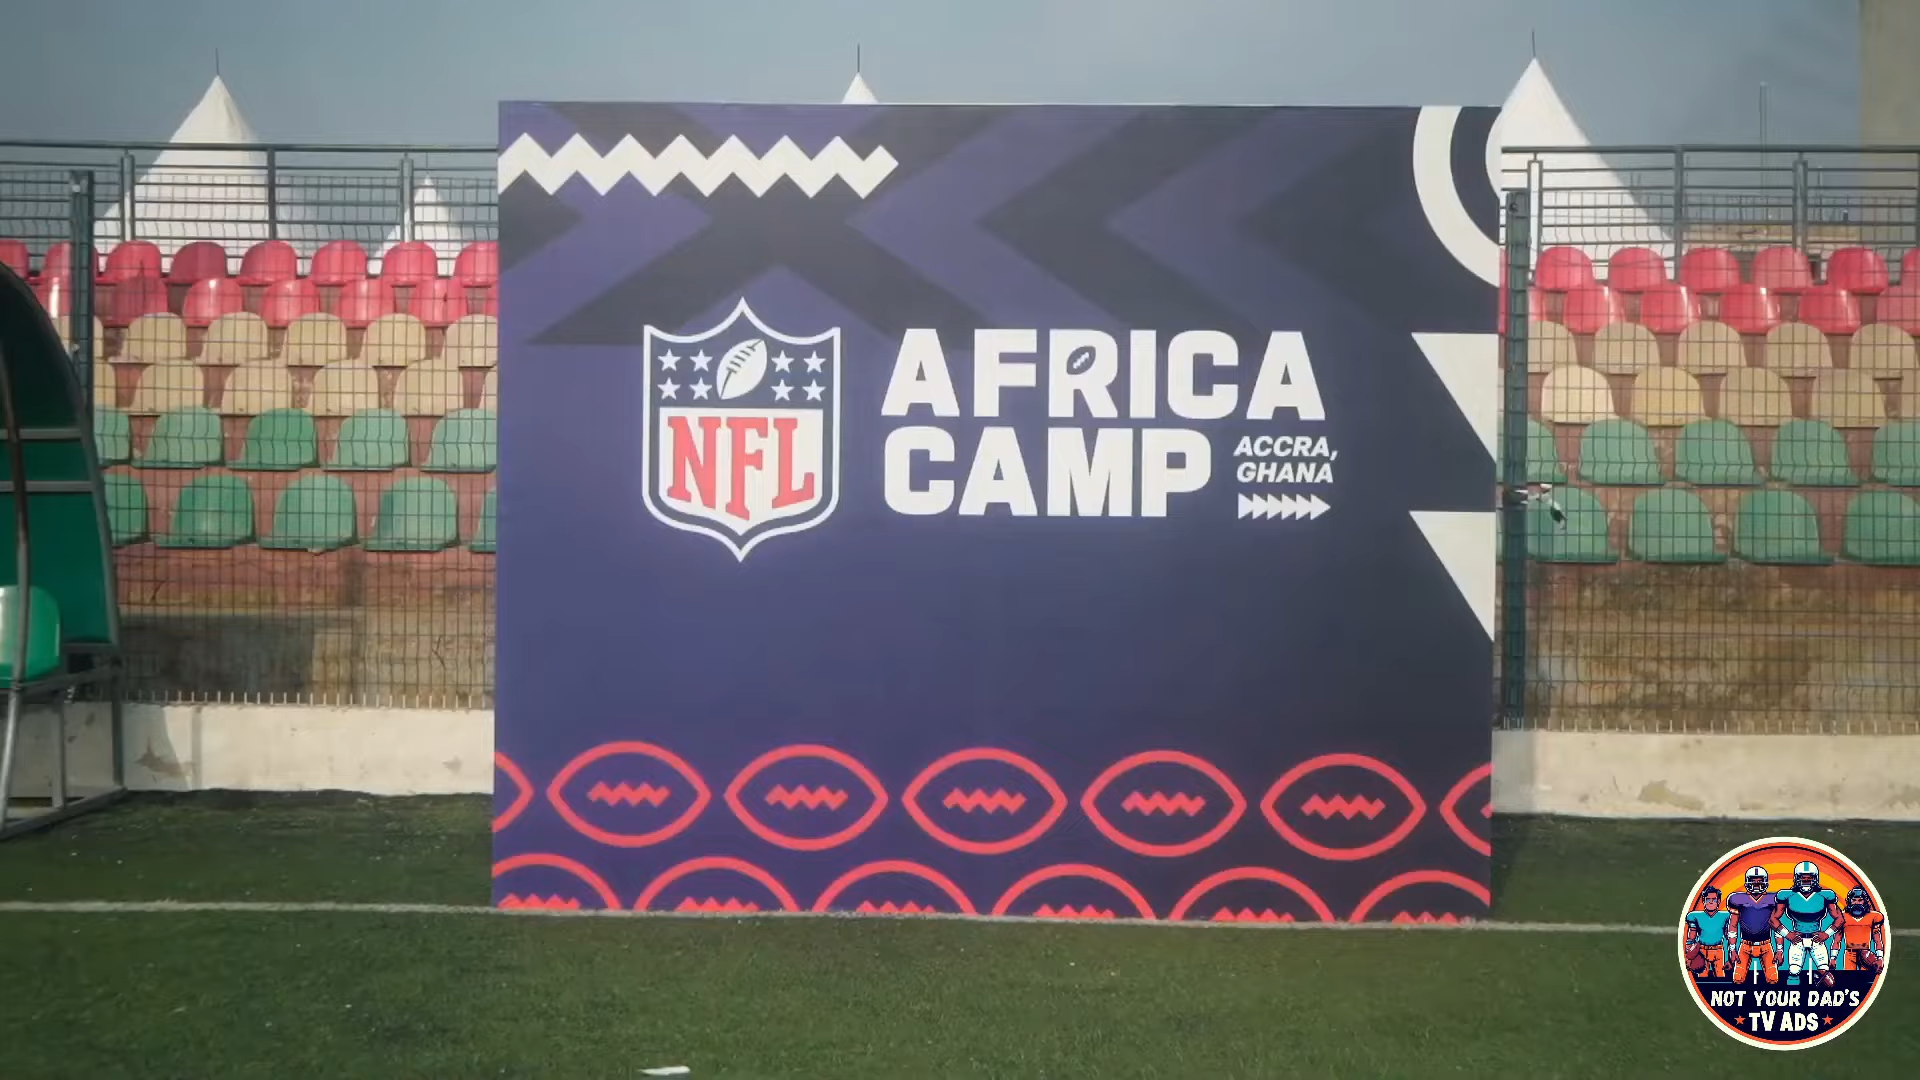 NFL
AFRICA
CAMP
ACCRA,
GHANA
NOT YOUR DAD'S
TV ADS